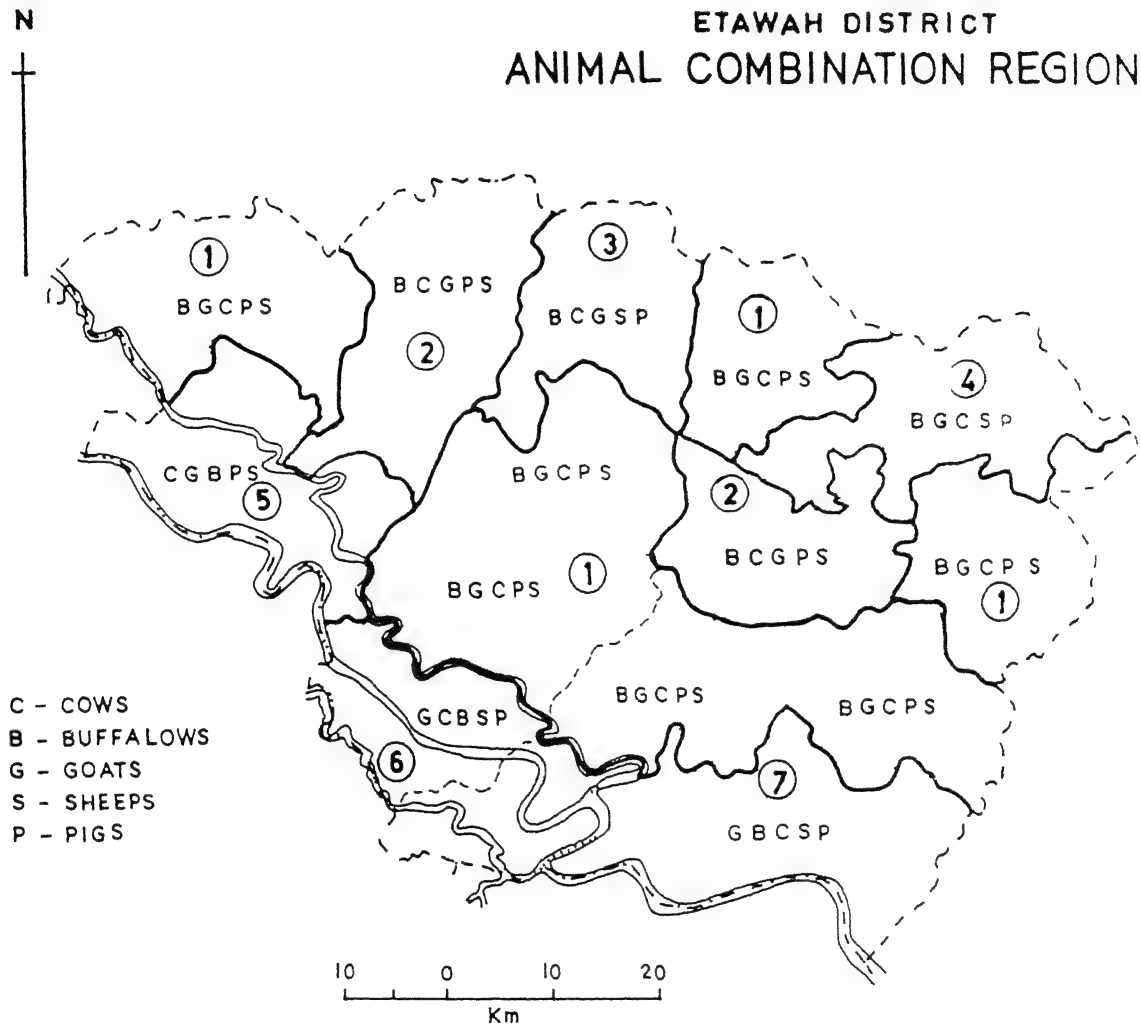 N
ETAWAH DISTRICT
ANIMAL COMBINATION REGION
1
BGCPS
BCGPS
2
3
BCGSP
1
BGCPS
4
BGCSP
CGBPS
5
BGCPS
2
BCGPS
BGCPS
1
BGCPS
1
BGCPS
BGCPS
GCBSP
6
7
GBCSP
C - COWS
B - BUFFALOWS
G - GOATS
S - SHEEPS
P - PIGS
10 0 10 20
Km